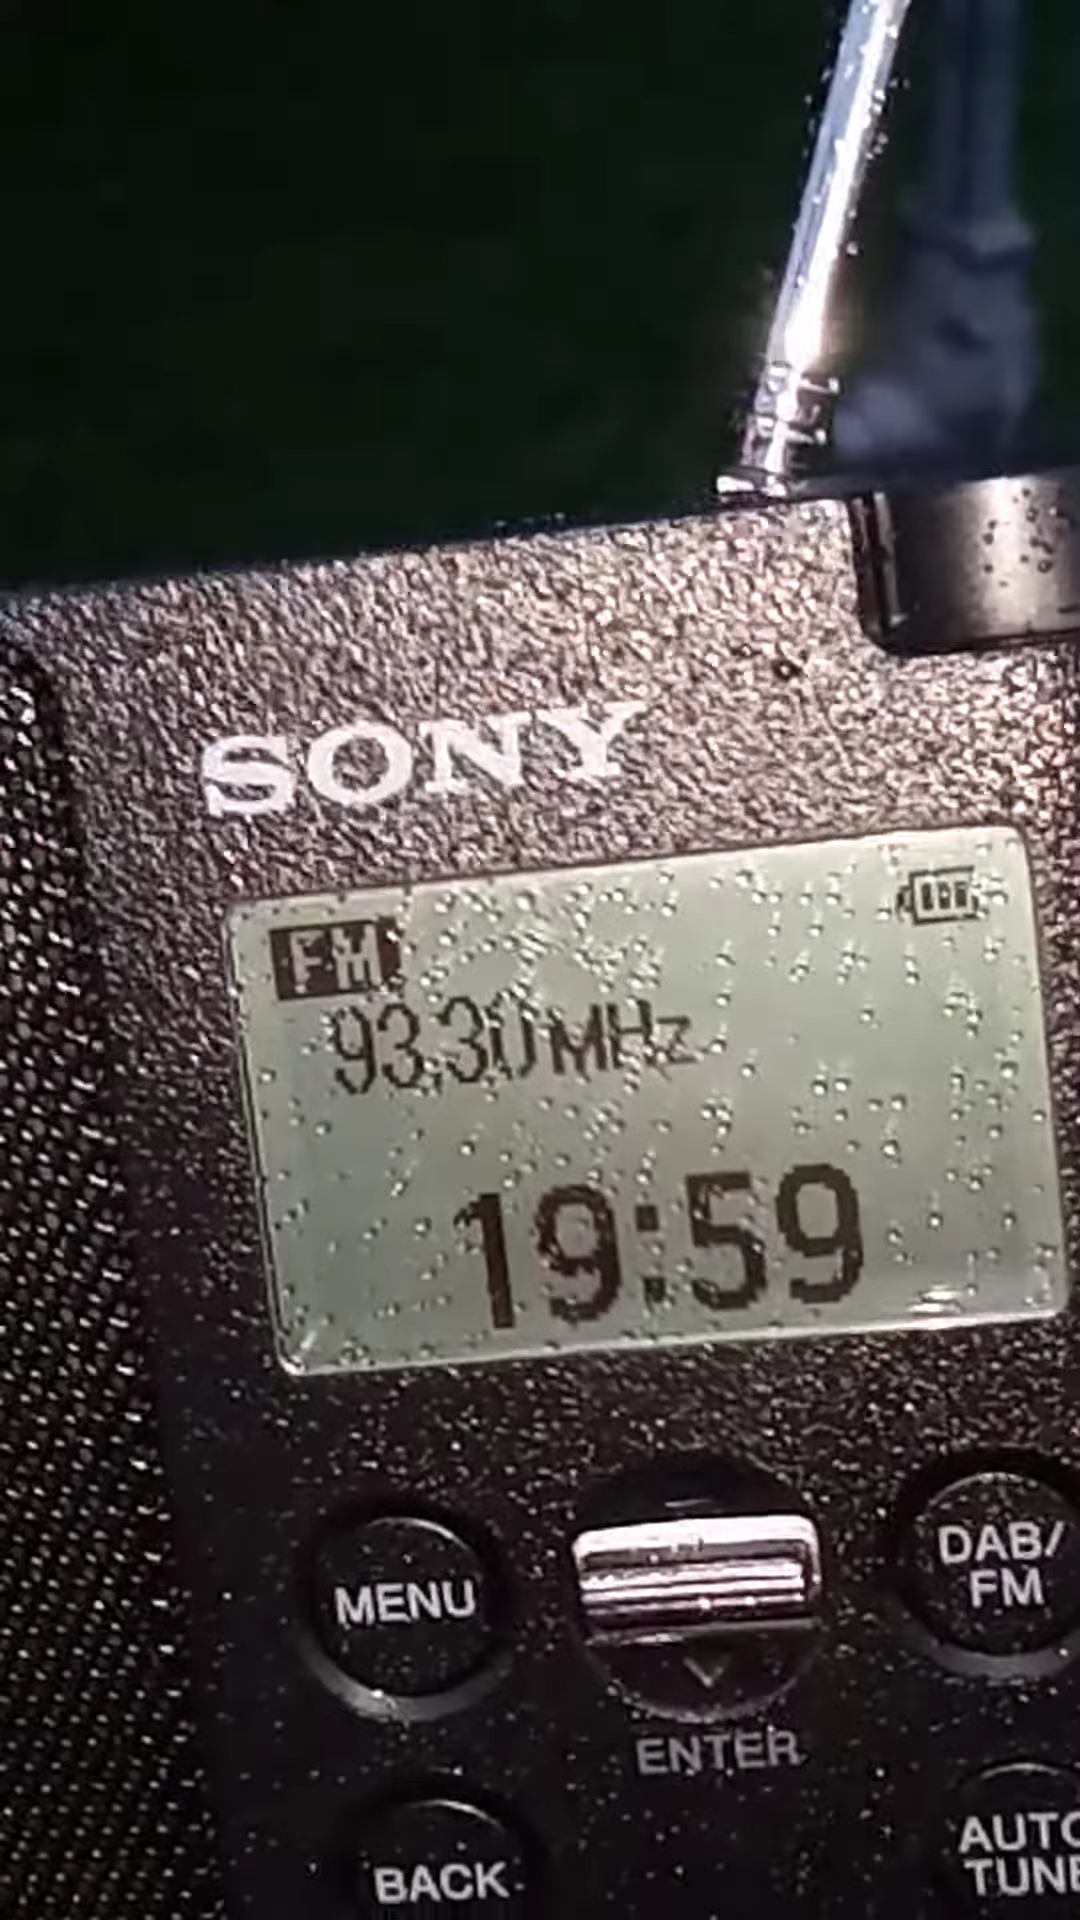 SONY
FM
93.30MHz
19:59
MENU
DAB/
FM
ENTER
BACK
AUTO
TUNE